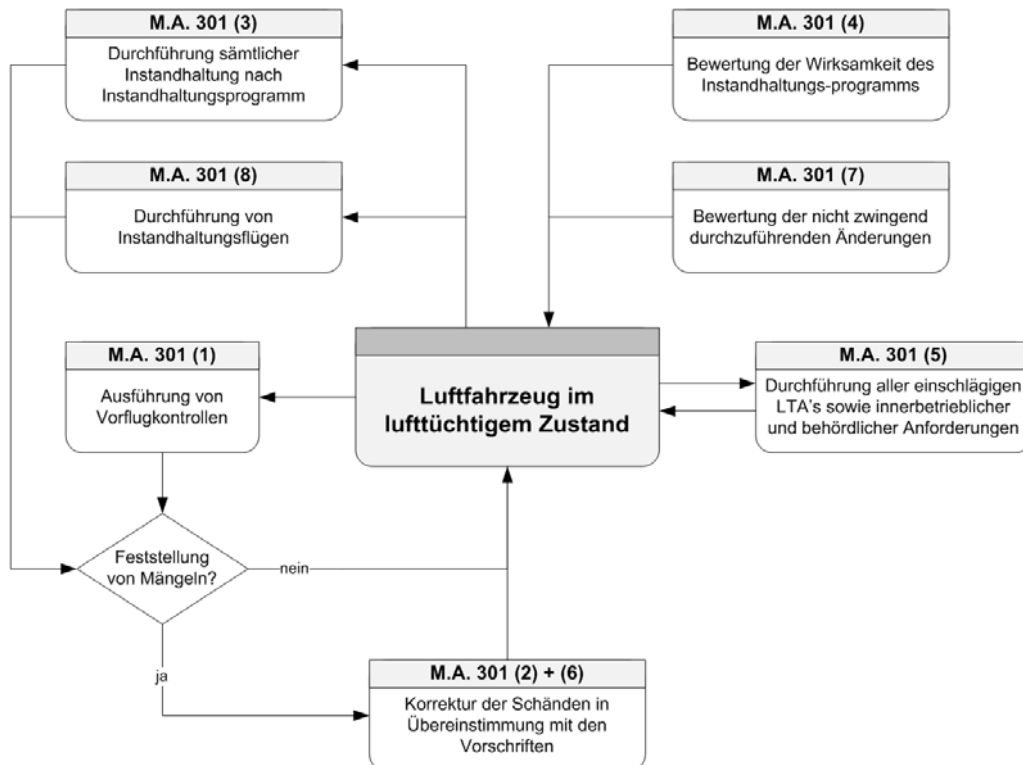 M.A. 301 (3)
Durchführung sämtlicher
Instandhaltung nach
Instandhaltungsprogramm
M.A. 301 (4)
Bewertung der Wirksamkeit des
Instandhaltungs-programms
M.A. 301 (8)
Durchführung von
Instandhaltungsflügen
M.A. 301 (7)
Bewertung der nicht zwingend
durchzuführenden Änderungen
M.A. 301 (1)
Ausführung von
Vorflugkontrollen
Luftfahrzeug im
lufttüchtigem Zustand
M.A. 301 (5)
Durchführung aller einschlägigen
LTA's sowie innerbetrieblicher
und behördlicher Anforderungen
Feststellung
von Mängeln?
nein
ja
M.A. 301 (2) + (6)
Korrektur der Schänden in
Übereinstimmung mit den
Vorschriften